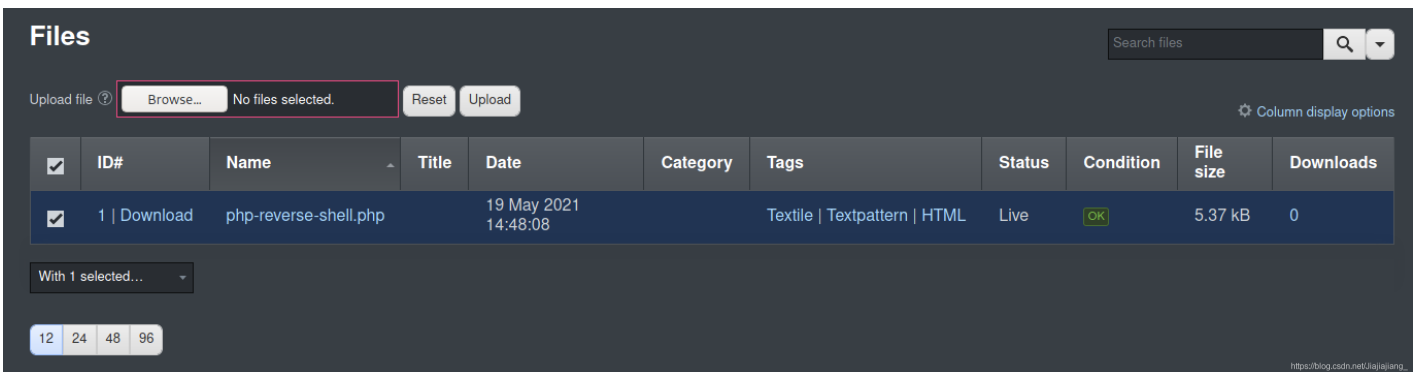 Files
Search files
Upload file ? Browse... No files selected. Reset Upload
Column display options
ID# Name Title Date Category Tags Status Condition File size Downloads
1 | Download php-reverse-shell.php 19 May 2021 14:48:08 Textile | Textpattern | HTML Live OK 5.37 kB 0
With 1 selected...
12 24 48 96
https://blog.csdn.net/Jiajiajiang_